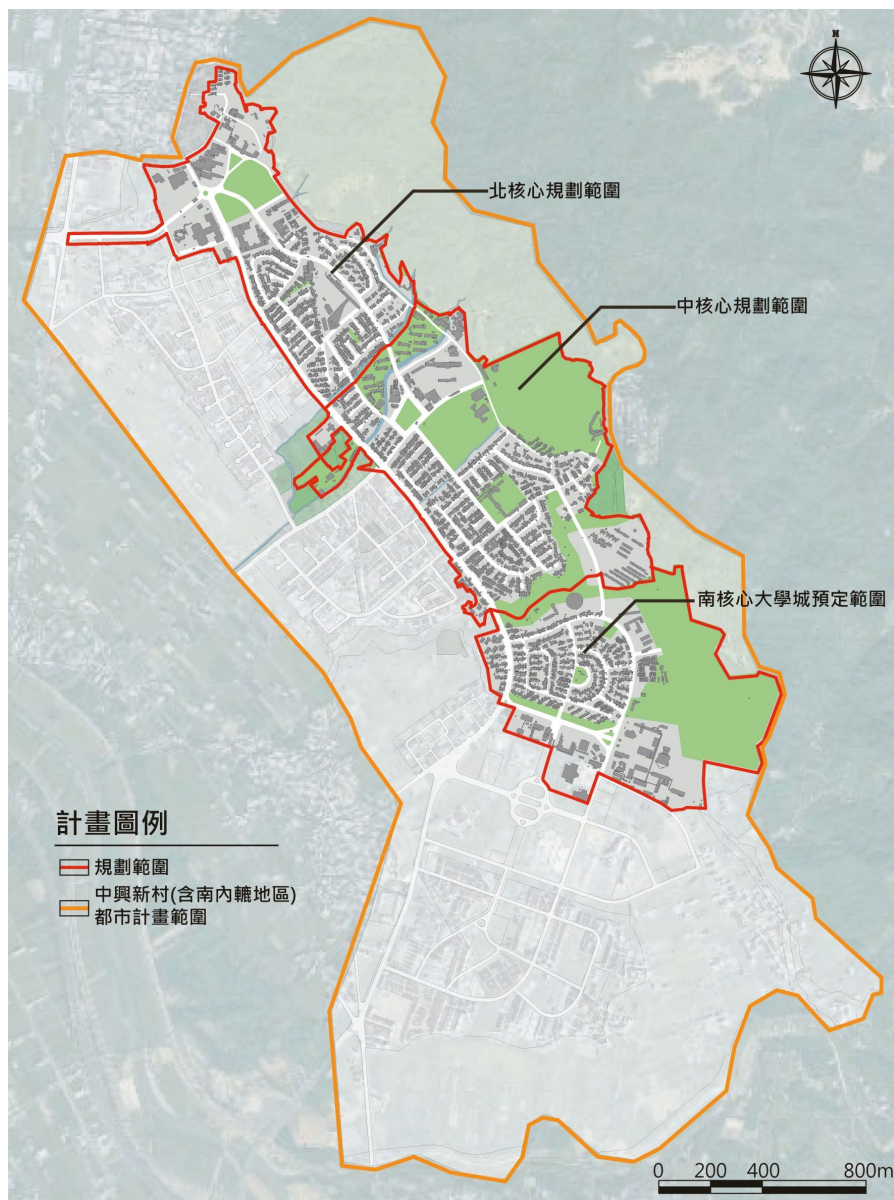 N
北核心規劃範圍
中核心規劃範圍
南核心大學城預定範圍
計畫圖例
規劃範圍
中興新村(含南內轆地區)
都市計畫範圍
0 200 400 800m